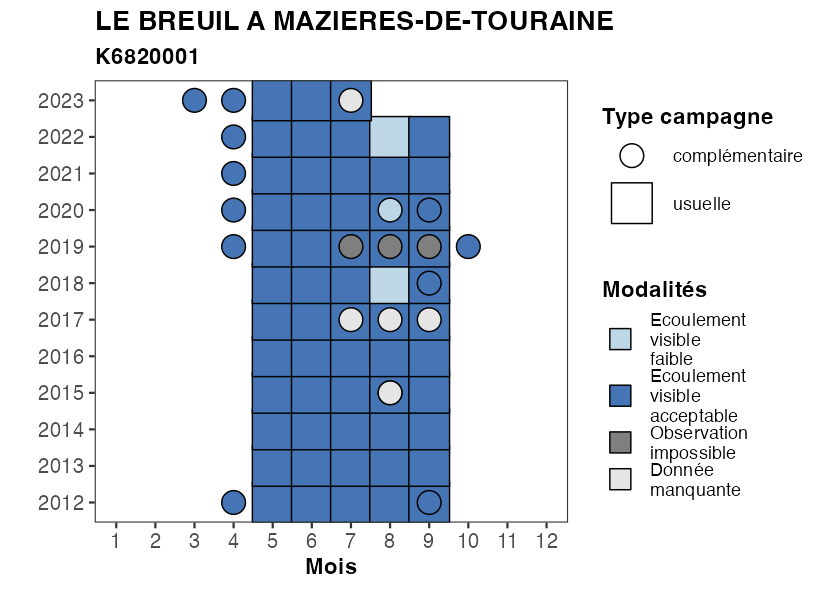 LE BREUIL A MAZIERES-DE-TOURAINE
K6820001
2023
2022
2021
2020
2019
2018
2017
2016
2015
2014
2013
2012
1 2 3 4 5 6 7 8 9 10 11 12
Mois
Type campagne
complémentaire
usuelle
Modalités
Ecoulement
visible
faible
Ecoulement
visible
acceptable
Observation
impossible
Donnée
manquante